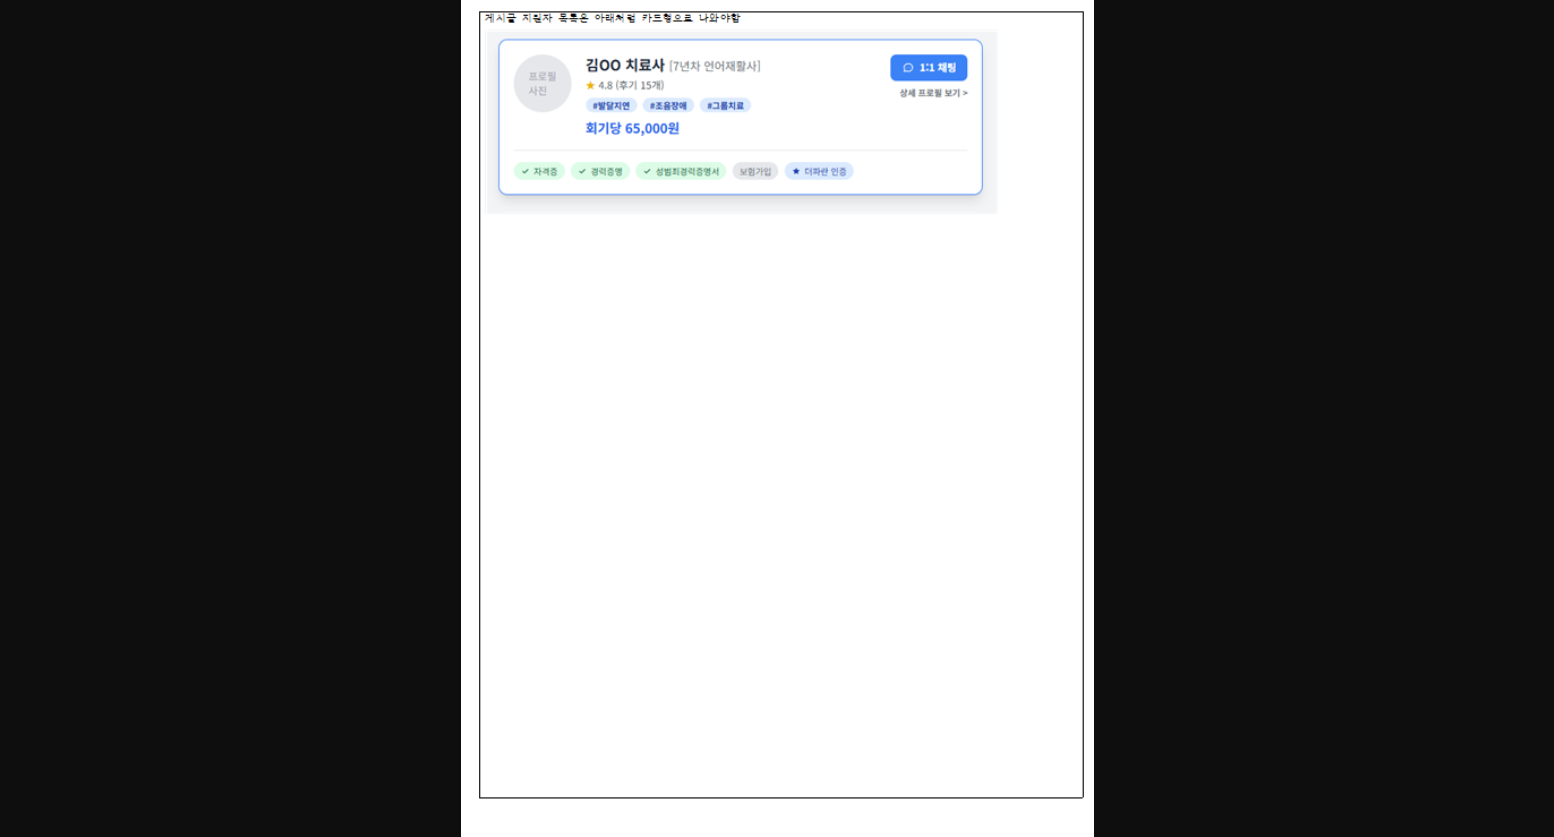 게시글 지원자 목록은 아래처럼 카드형으로 나와야함
프로필
사진
김OO 치료사 [7년차 언어재활사]
★ 4.8 (후기 15개)
#발달지연 #조음장애 #그룹치료
회기당 65,000원
1:1 채팅
상세 프로필 보기 >
✓ 자격증 ✓ 경력증명 ✓ 성범죄경력증명서 보험가입 ★ 더파란 인증